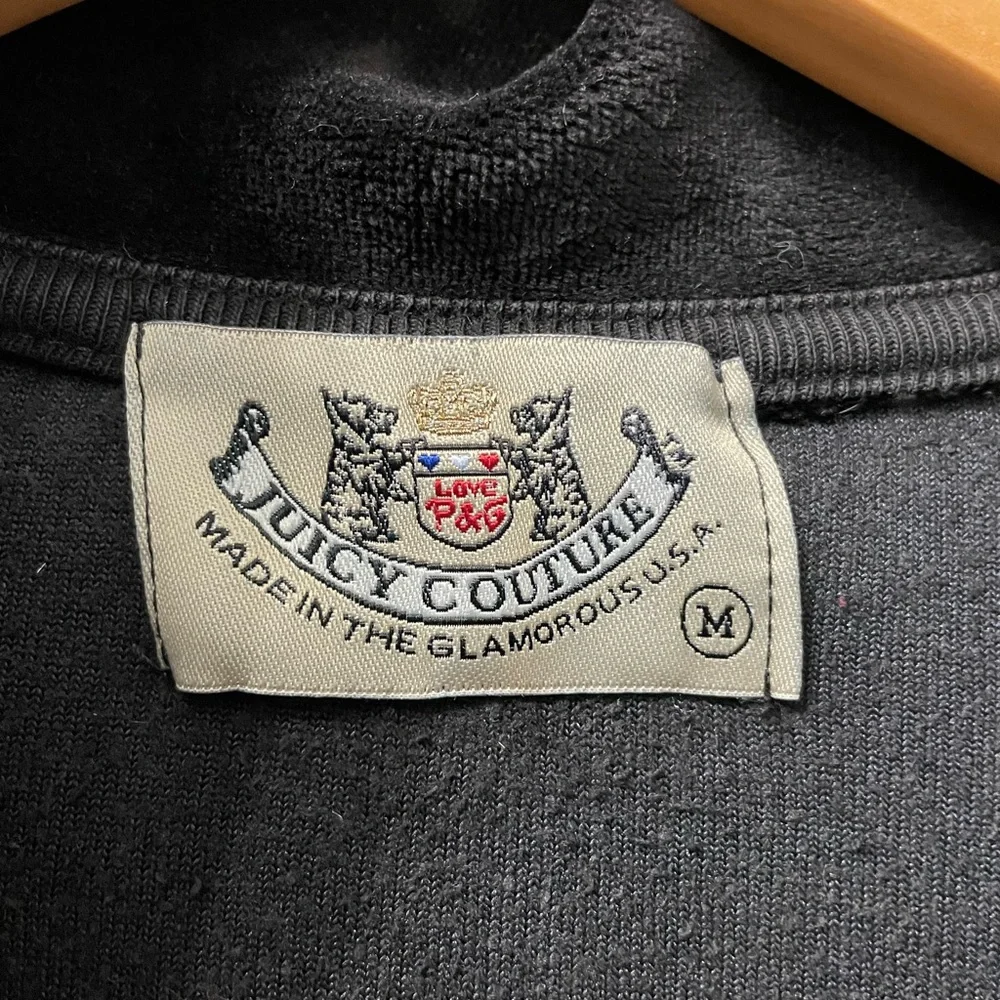 LOVE
P&G
JUICY COUTURE
MADE IN THE GLAMOROUS U.S.A.
M